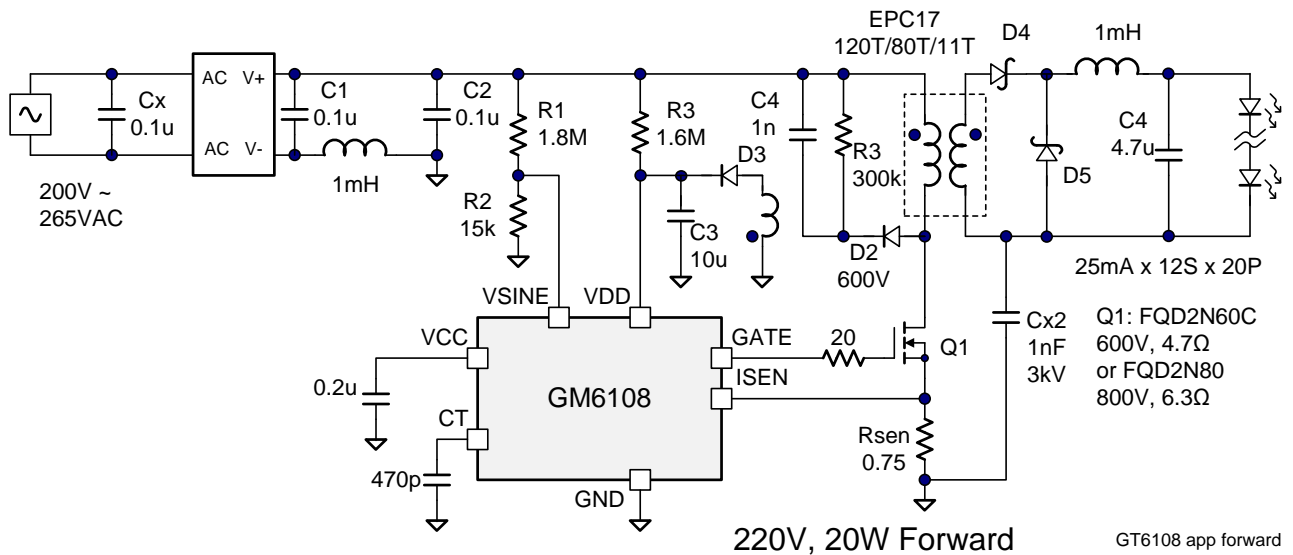 EPC17
120T/80T/11T
D4
1mH
AC V+
AC V-
Cx
0.1u
C1
0.1u
C2
0.1u
1mH
200V ~
265VAC
R1
1.8M
R2
15k
R3
1.6M
D3
C3
10u
C4
1n
R3
300k
D2
600V
D5
C4
4.7u
25mA x 12S x 20P
VSINE
VDD
VCC
GATE
ISEN
CT
GND
GM6108
0.2u
470p
20
Q1
Rsen
0.75
Cx2
1nF
3kV
Q1: FQD2N60C
600V, 4.7Ω
or FQD2N80
800V, 6.3Ω
220V, 20W Forward
GT6108 app forward